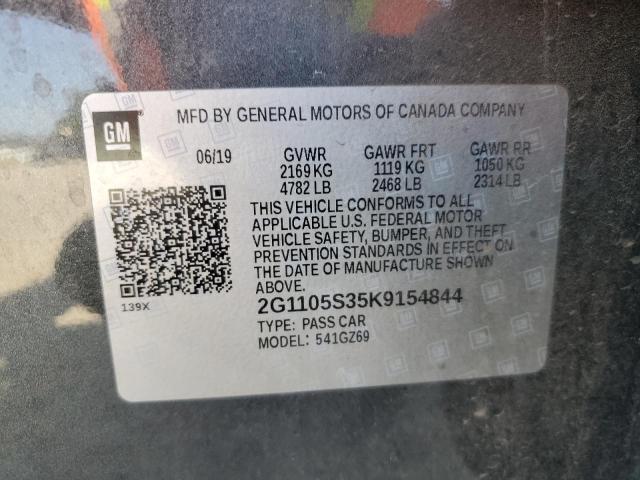 GM
MFD BY GENERAL MOTORS OF CANADA COMPANY
06/19 GVWR GAWR FRT GAWR RR
2169 KG 1119 KG 1050 KG
4782 LB 2468 LB 2314 LB
THIS VEHICLE CONFORMS TO ALL
APPLICABLE U.S. FEDERAL MOTOR
VEHICLE SAFETY, BUMPER, AND THEFT
PREVENTION STANDARDS IN EFFECT ON
THE DATE OF MANUFACTURE SHOWN
ABOVE.
139X
2G1105S35K9154844
TYPE: PASS CAR
MODEL: 541GZ69